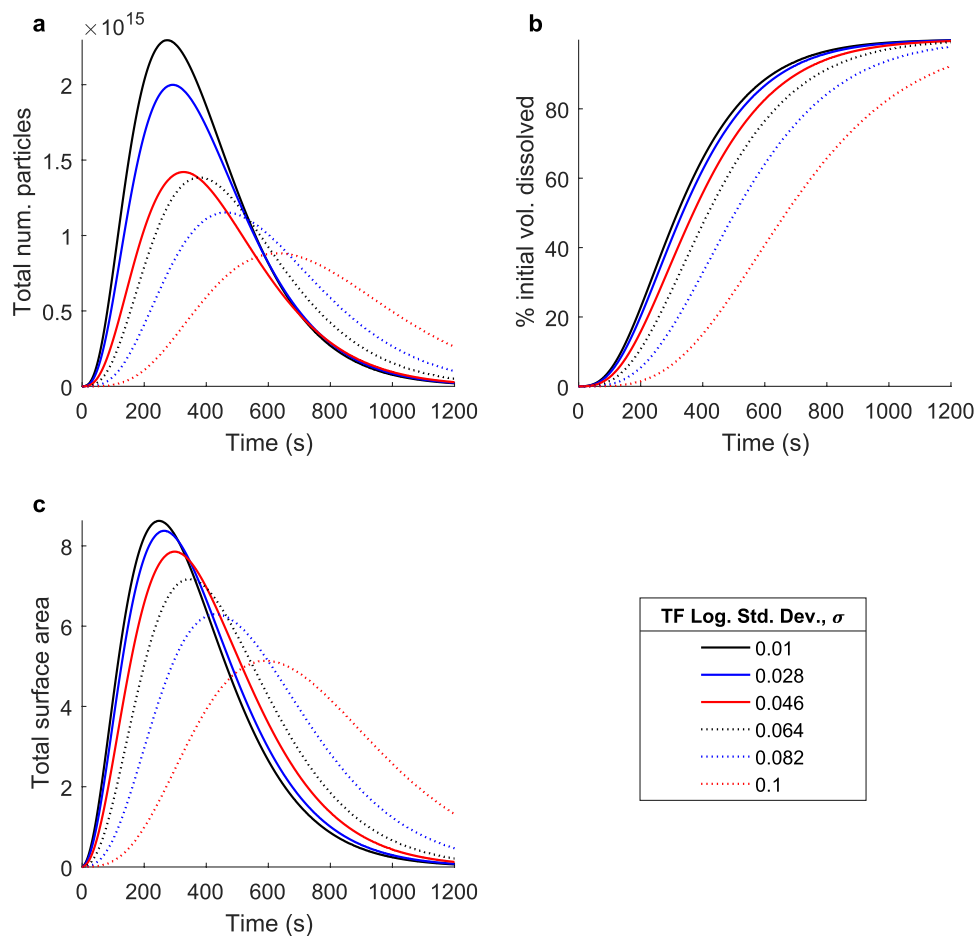 a
×10¹⁵
Total num. particles
2
1.5
1
0.5
0
0 200 400 600 800 1000 1200
Time (s)
b
% initial vol. dissolved
80
60
40
20
0
0 200 400 600 800 1000 1200
Time (s)
c
Total surface area
8
6
4
2
0
0 200 400 600 800 1000 1200
Time (s)
TF Log. Std. Dev., σ
0.01
0.028
0.046
0.064
0.082
0.1